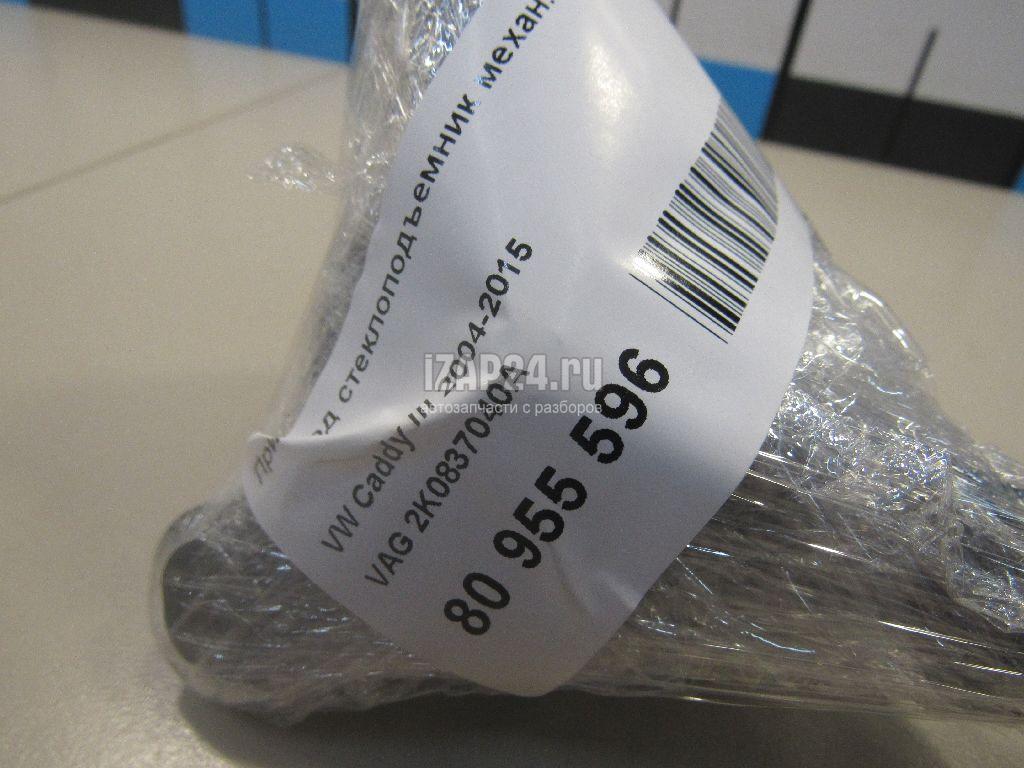 стеклоподъемник механ.
VW Caddy III 2004-2015
VAG 2K0837040A
80 955 596
iZAP24.ru
автозапчасти с разборов